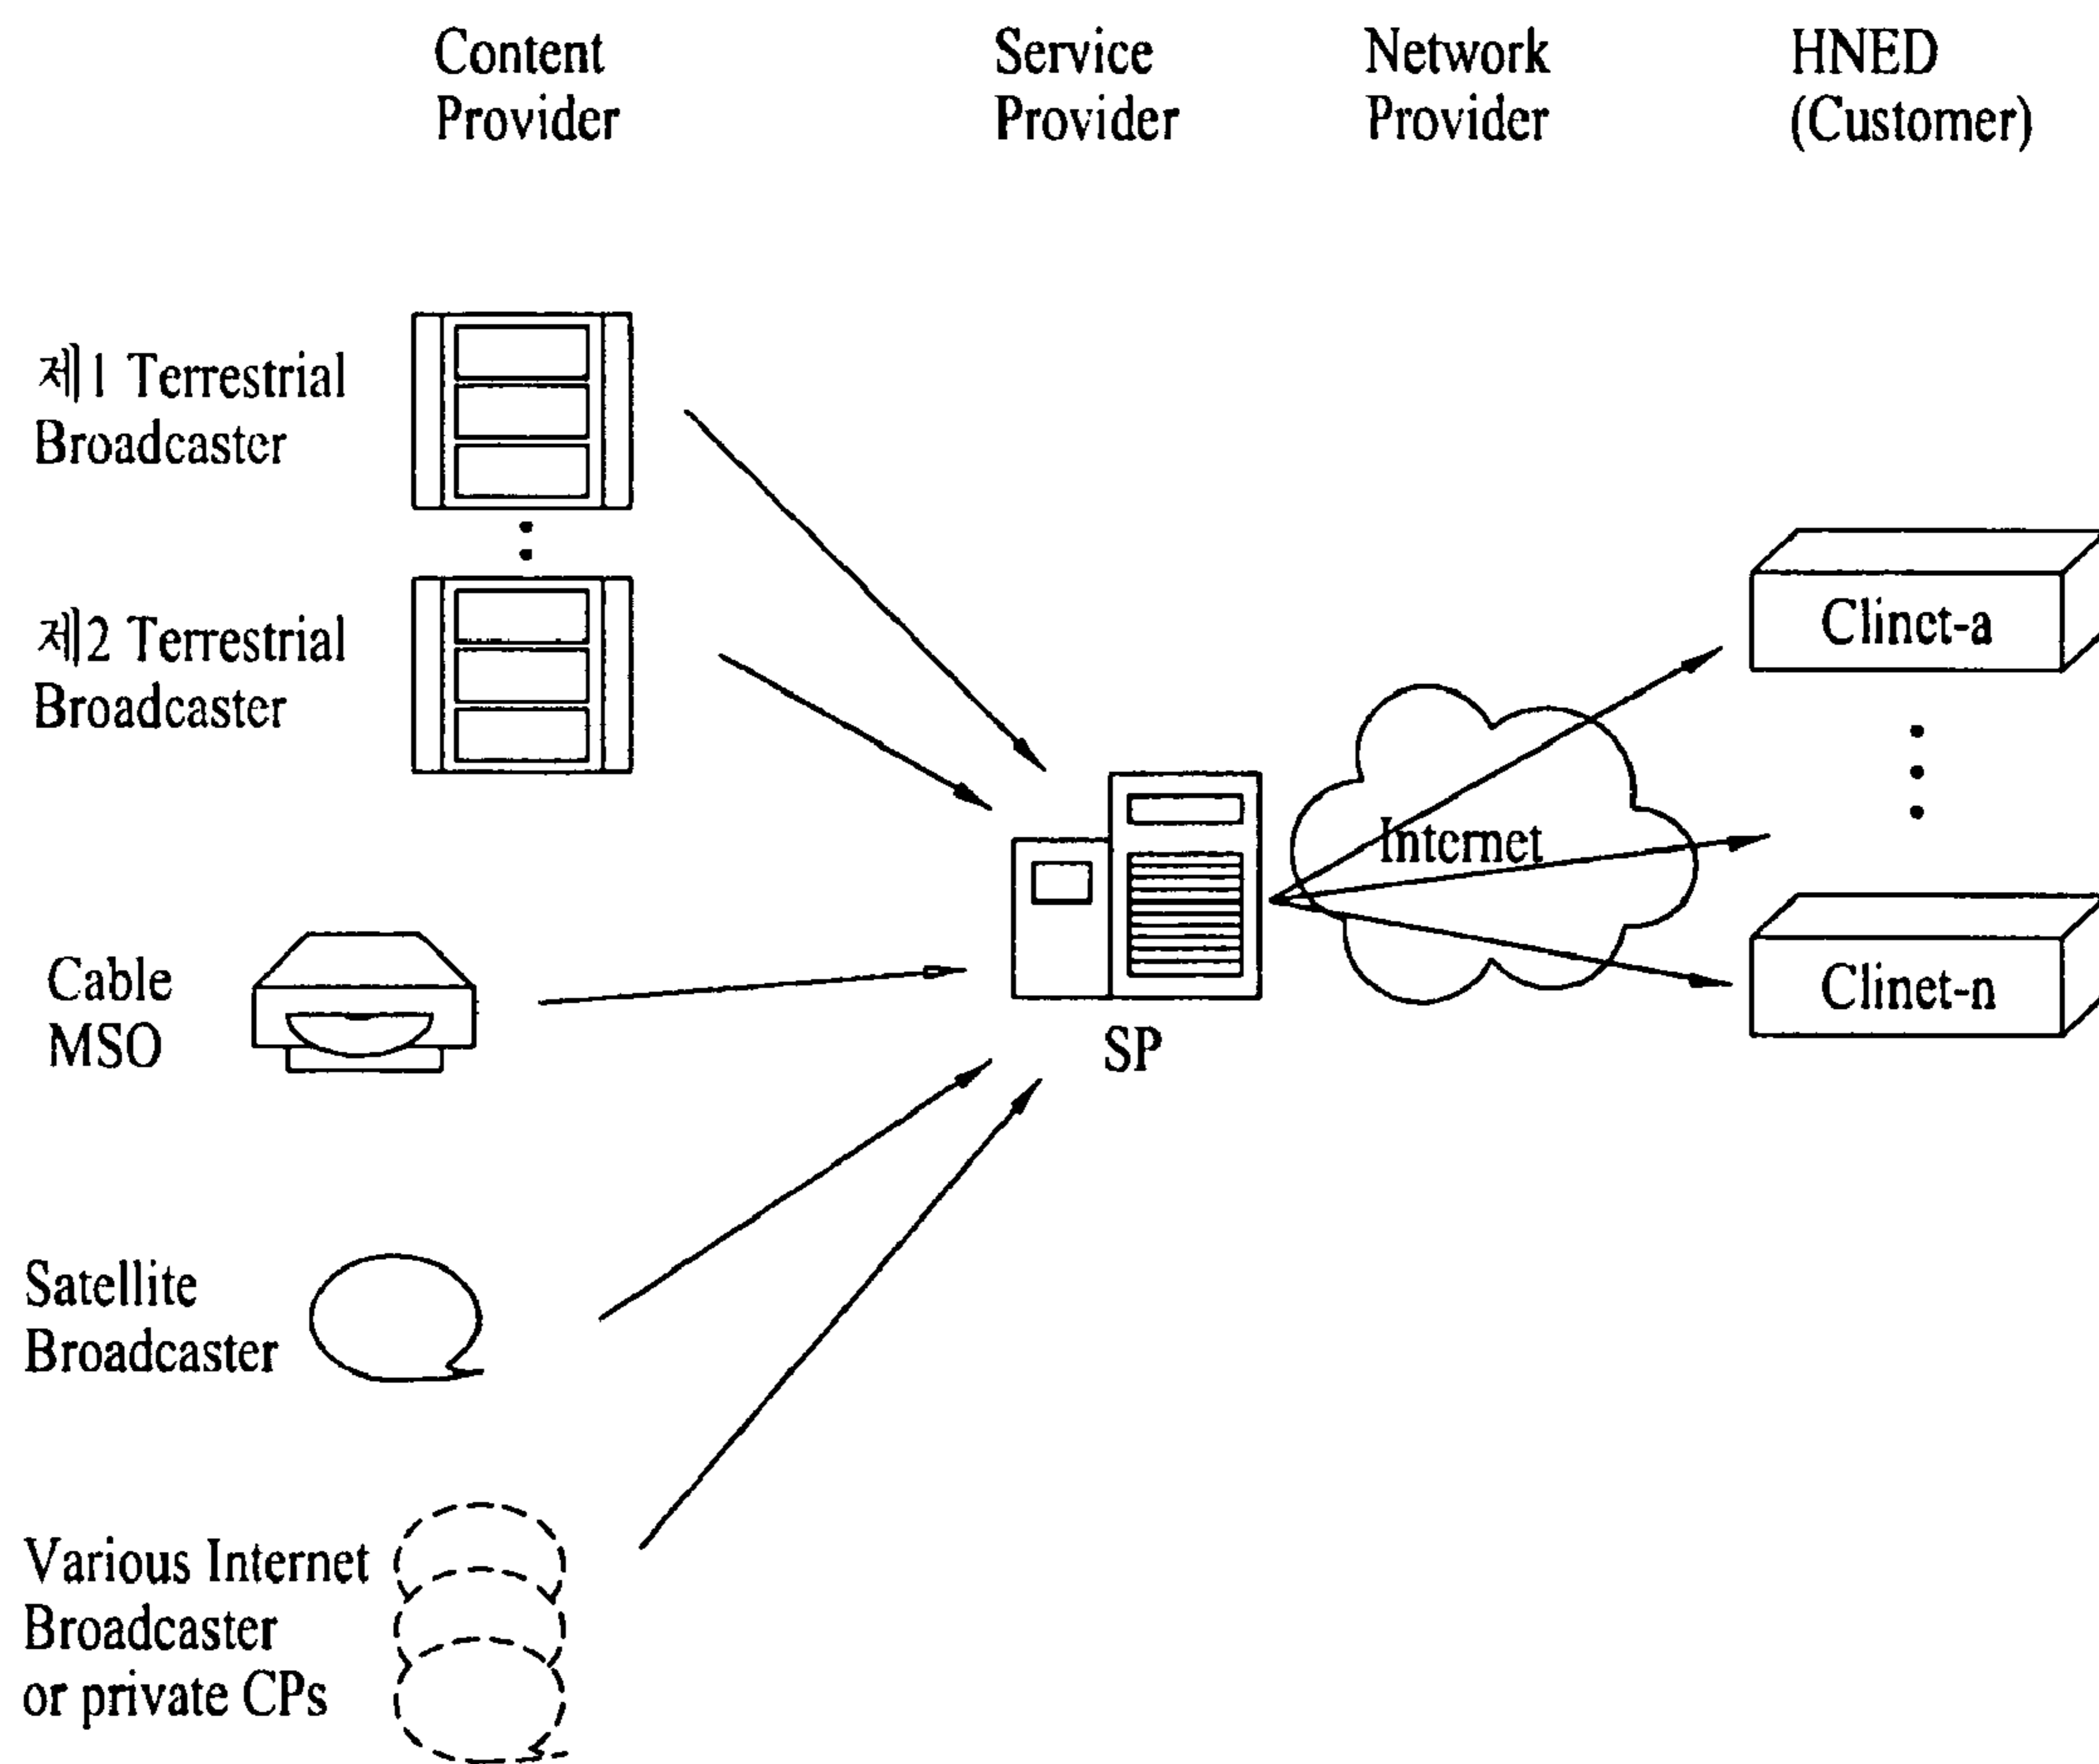 Content
Provider
Service
Provider
Network
Provider
HNED
(Customer)
제1 Terrestrial
Broadcaster
제2 Terrestrial
Broadcaster
Cable
MSO
Satellite
Broadcaster
Various Internet
Broadcaster
or private CPs
SP
Internet
Clinct-a
Clinet-n